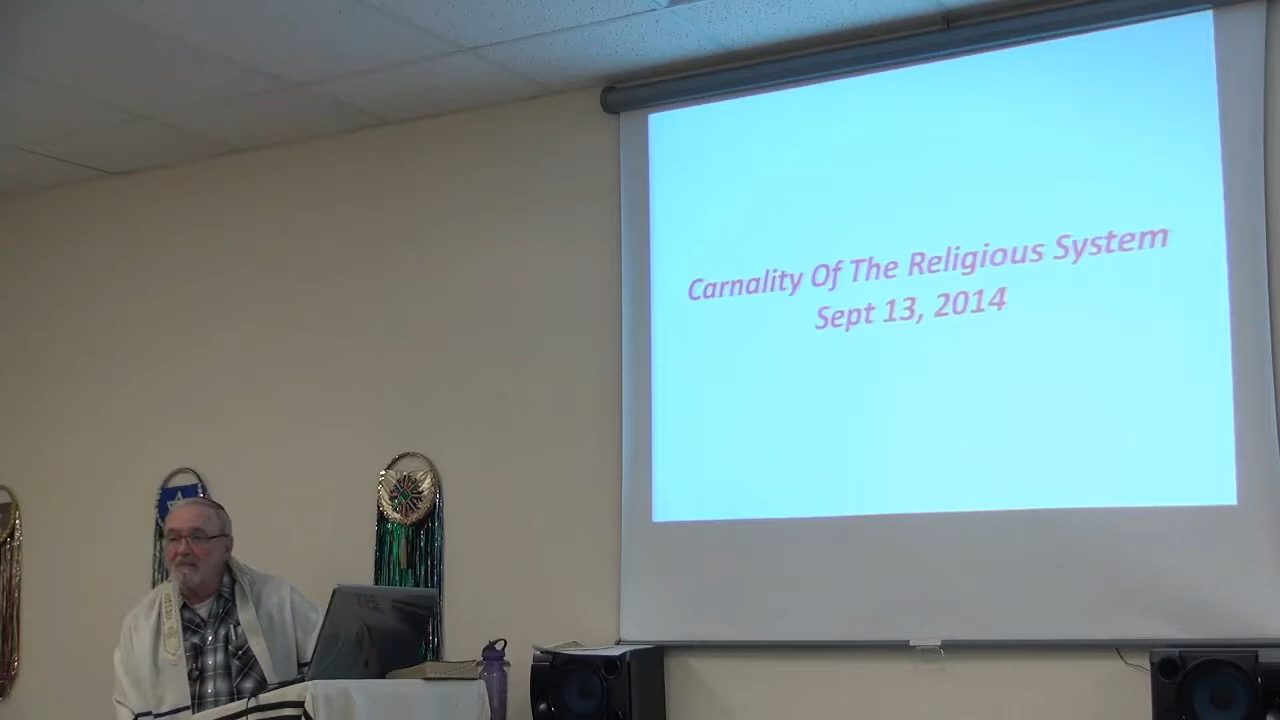 Carnality Of The Religious System
Sept 13, 2014